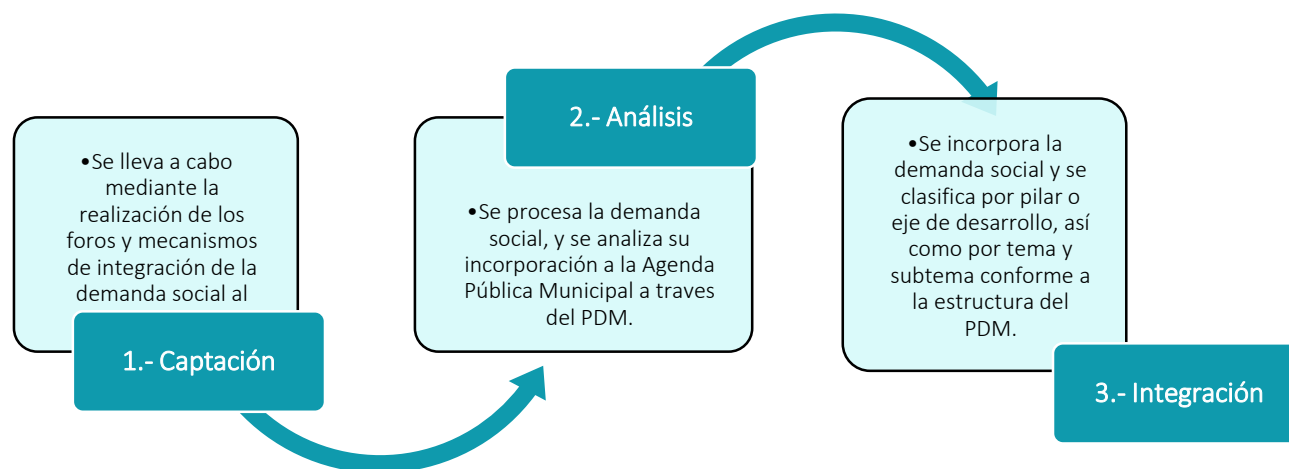 •Se lleva a cabo
mediante la
realización de los
foros y mecanismos
de integración de la
demanda social al
1.- Captación
2.- Análisis
•Se procesa la demanda
social, y se analiza su
incorporación a la Agenda
Pública Municipal a traves
del PDM.
•Se incorpora la
demanda social y se
clasifica por pilar o
eje de desarrollo, así
como por tema y
subtema conforme a
la estructura del
PDM.
3.- Integración